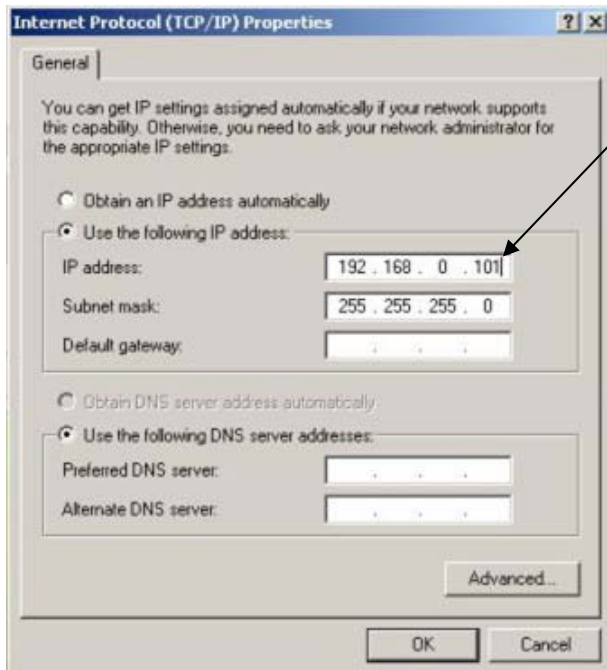 Internet Protocol (TCP/IP) Properties
General
You can get IP settings assigned automatically if your network supports
this capability. Otherwise, you need to ask your network administrator for
the appropriate IP settings.
Obtain an IP address automatically
Use the following IP address:
IP address: 192 . 168 . 0 . 101
Subnet mask: 255 . 255 . 255 . 0
Default gateway: . . .
Obtain DNS server address automatically
Use the following DNS server addresses:
Preferred DNS server: . . .
Alternate DNS server: . . .
Advanced...
OK Cancel